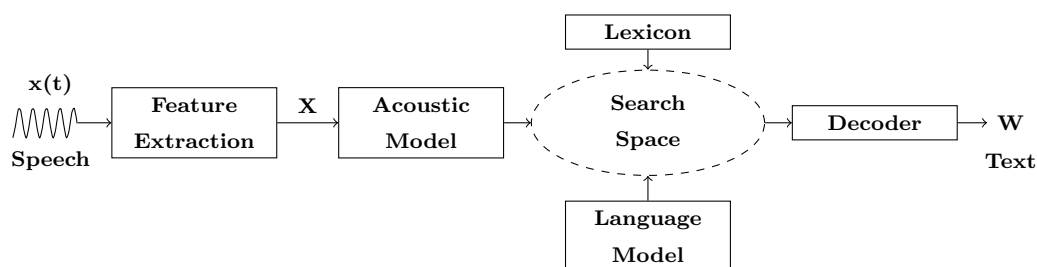 x(t)
Speech
Feature
Extraction
X
Acoustic
Model
Lexicon
Search
Space
Language
Model
Decoder
W
Text